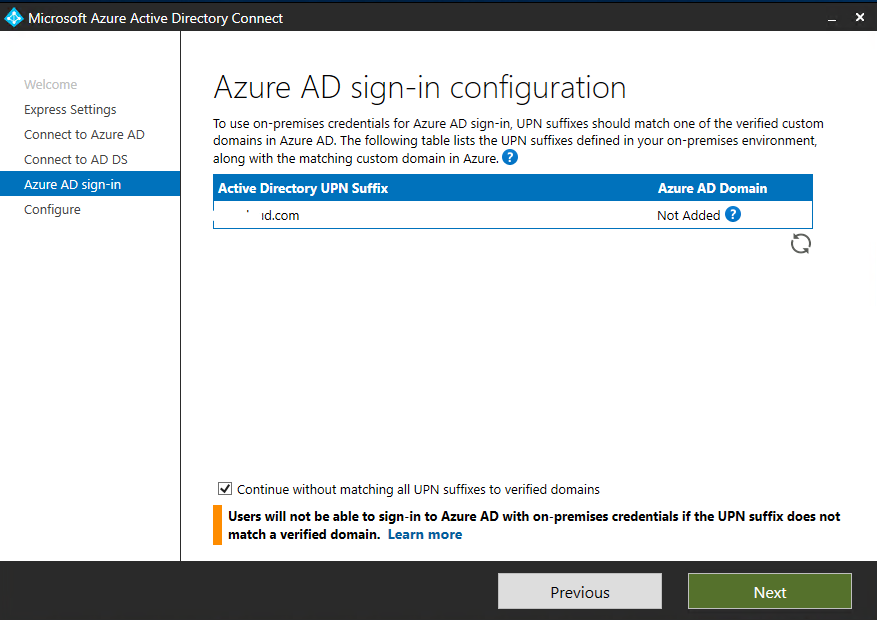 Microsoft Azure Active Directory Connect
Welcome
Express Settings
Connect to Azure AD
Connect to AD DS
Azure AD sign-in
Configure
Azure AD sign-in configuration
To use on-premises credentials for Azure AD sign-in, UPN suffixes should match one of the verified custom
domains in Azure AD. The following table lists the UPN suffixes defined in your on-premises environment,
along with the matching custom domain in Azure. ?
Active Directory UPN Suffix Azure AD Domain
Not Added ?
Continue without matching all UPN suffixes to verified domains
Users will not be able to sign-in to Azure AD with on-premises credentials if the UPN suffix does not
match a verified domain. Learn more
Previous Next